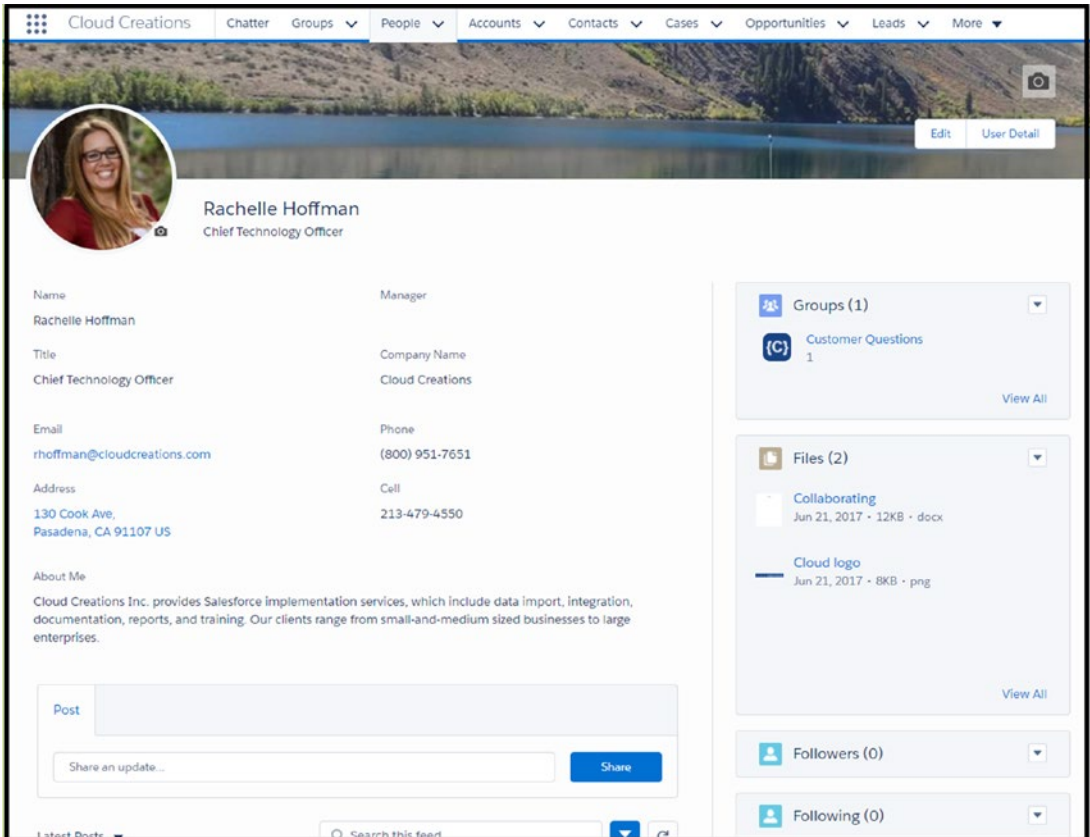 Cloud Creations Chatter Groups People Accounts Contacts Cases Opportunities Leads More
Edit User Detail
Rachelle Hoffman
Chief Technology Officer
Name
Rachelle Hoffman
Manager
Title
Chief Technology Officer
Company Name
Cloud Creations
Email
rhoffman@cloudcreations.com
Phone
(800) 951-7651
Address
130 Cook Ave,
Pasadena, CA 91107 US
Cell
213-479-4550
About Me
Cloud Creations Inc. provides Salesforce implementation services, which include data import, integration,
documentation, reports, and training. Our clients range from small-and-medium sized businesses to large
enterprises.
Post
Share an update...
Share
Latest Posts
Search this feed
Groups (1)
{C}
Customer Questions
1
View All
Files (2)
Collaborating
Jun 21, 2017 • 12KB • docx
Cloud logo
Jun 21, 2017 • 8KB • png
View All
Followers (0)
Following (0)